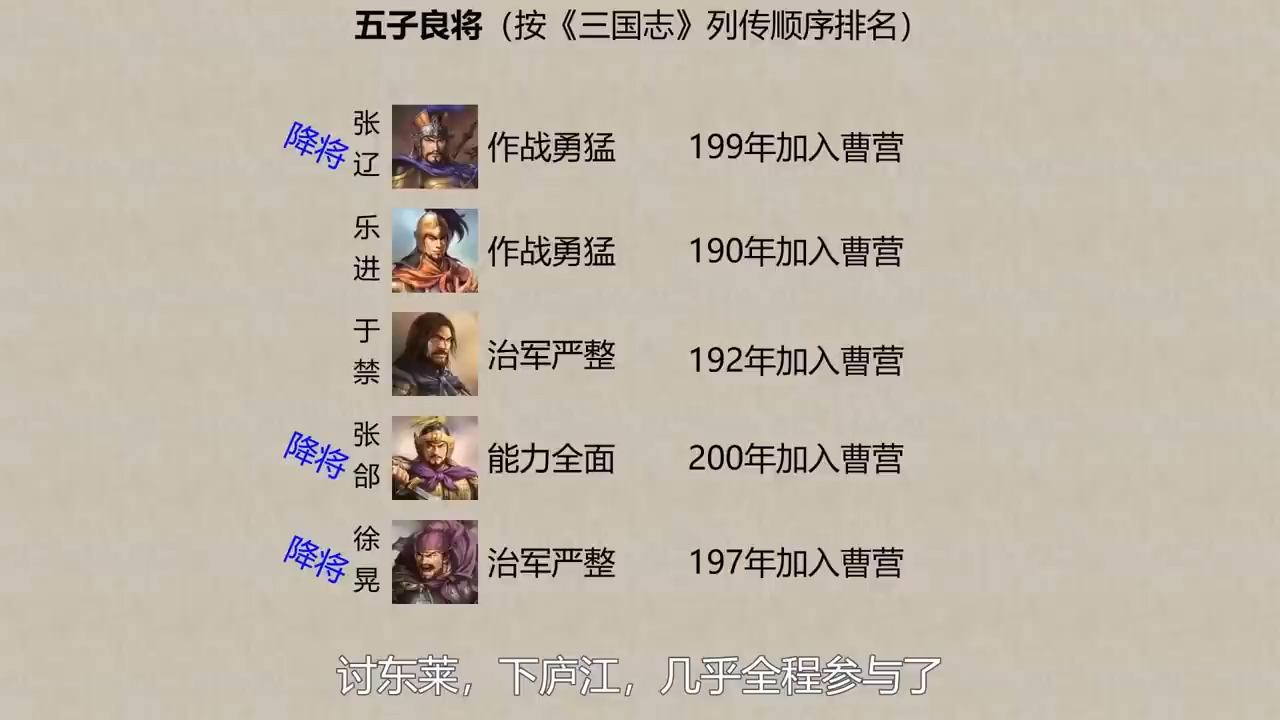 五子良将（按《三国志》列传顺序排名）
降将 张辽 作战勇猛 199年加入曹营
乐进 作战勇猛 190年加入曹营
于禁 治军严整 192年加入曹营
降将 张郃 能力全面 200年加入曹营
降将 徐晃 治军严整 197年加入曹营
讨东莱，下庐江，几乎全程参与了